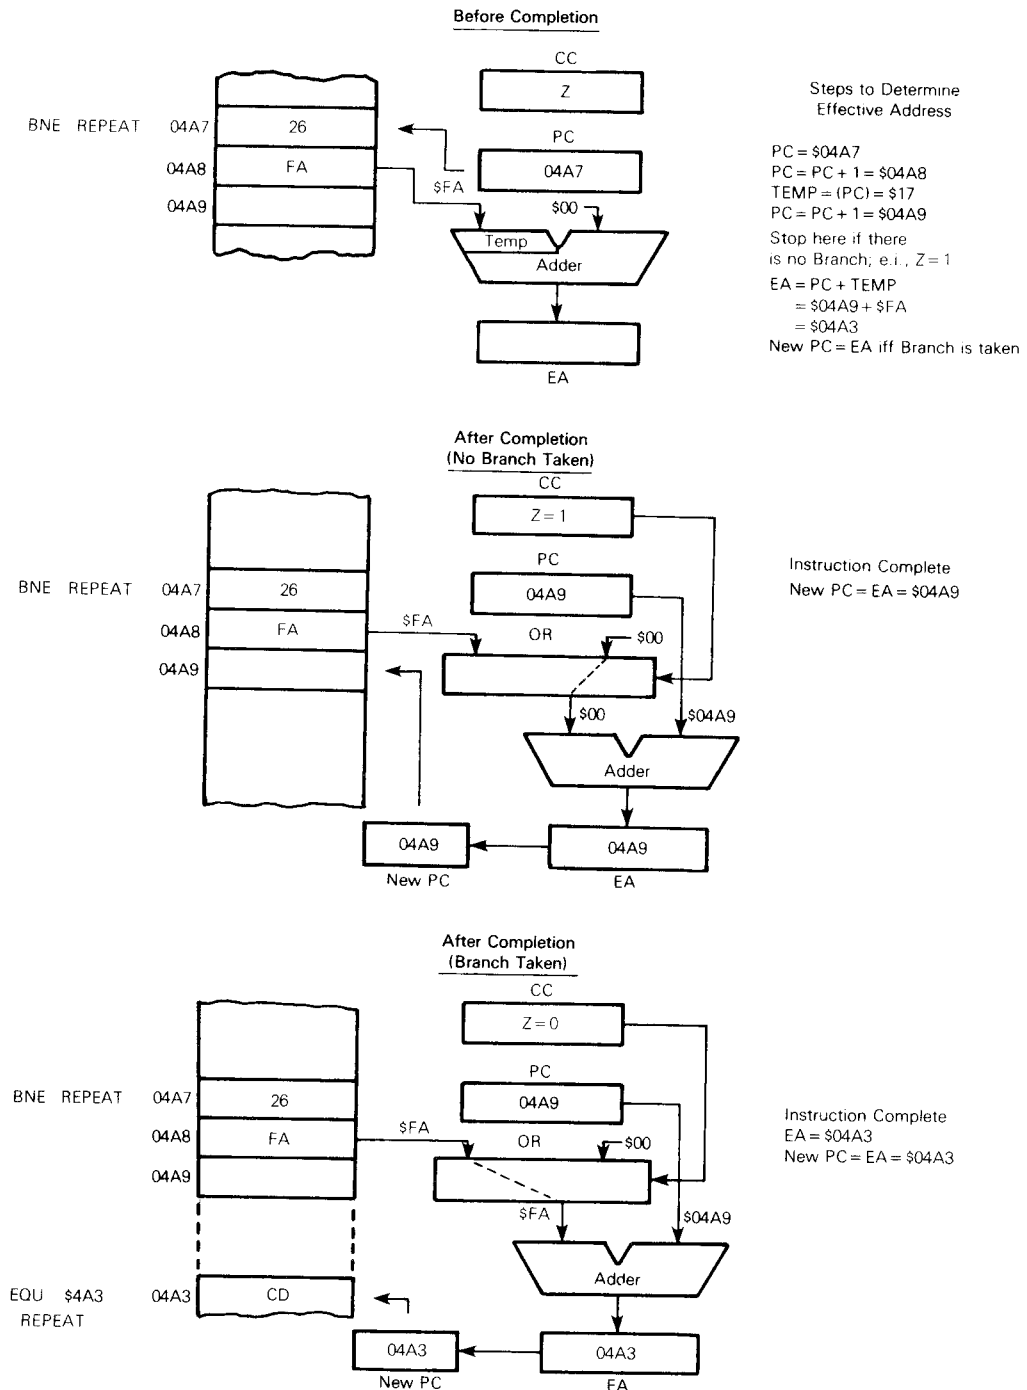 Before Completion
CC
Z
Steps to Determine
Effective Address
BNE REPEAT 04A7 26
PC
04A7
04A8 FA
$FA
04A9
$00
Temp
Adder
EA
PC = $04A7
PC = PC + 1 = $04A8
TEMP = (PC) = $17
PC = PC + 1 = $04A9
Stop here if there
is no Branch; e.i., Z = 1
EA = PC + TEMP
= $04A9 + $FA
= $04A3
New PC = EA iff Branch is taken
After Completion
(No Branch Taken)
CC
Z = 1
PC
04A9
BNE REPEAT 04A7 26
04A8 FA
$FA
OR
$00
04A9
$00
$04A9
Adder
04A9
New PC
04A9
EA
Instruction Complete
New PC = EA = $04A9
After Completion
(Branch Taken)
CC
Z = 0
PC
04A9
BNE REPEAT 04A7 26
04A8 FA
$FA
OR
$00
04A9
$FA
$04A9
Adder
EQU $4A3 04A3 CD
REPEAT
04A3
New PC
04A3
EA
Instruction Complete
EA = $04A3
New PC = EA = $04A3